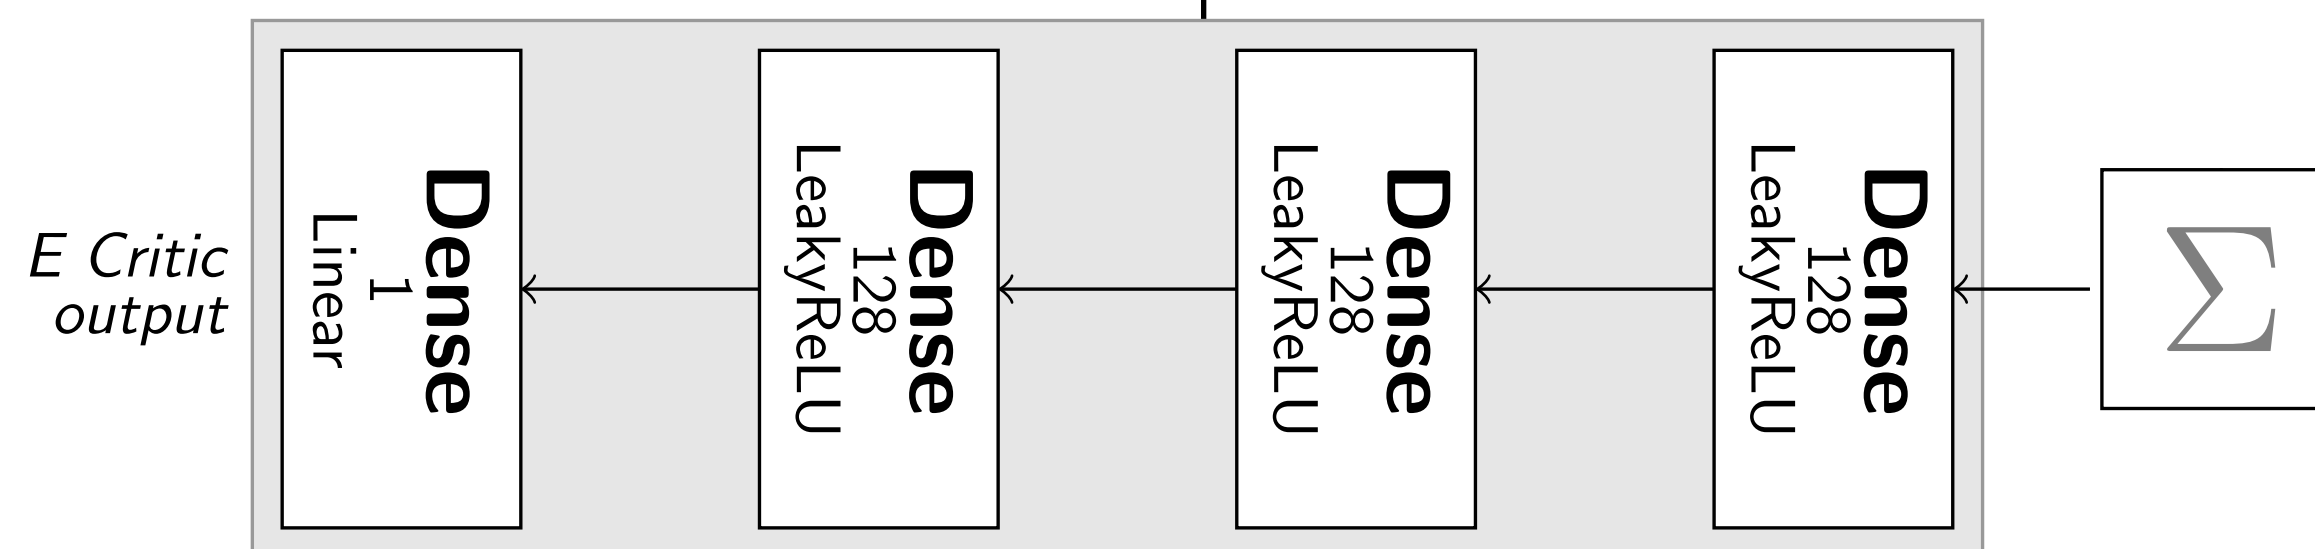 E Critic
output
Dense
1
Linear
Dense
128
LeakyReLU
Dense
128
LeakyReLU
Dense
128
LeakyReLU
Σ